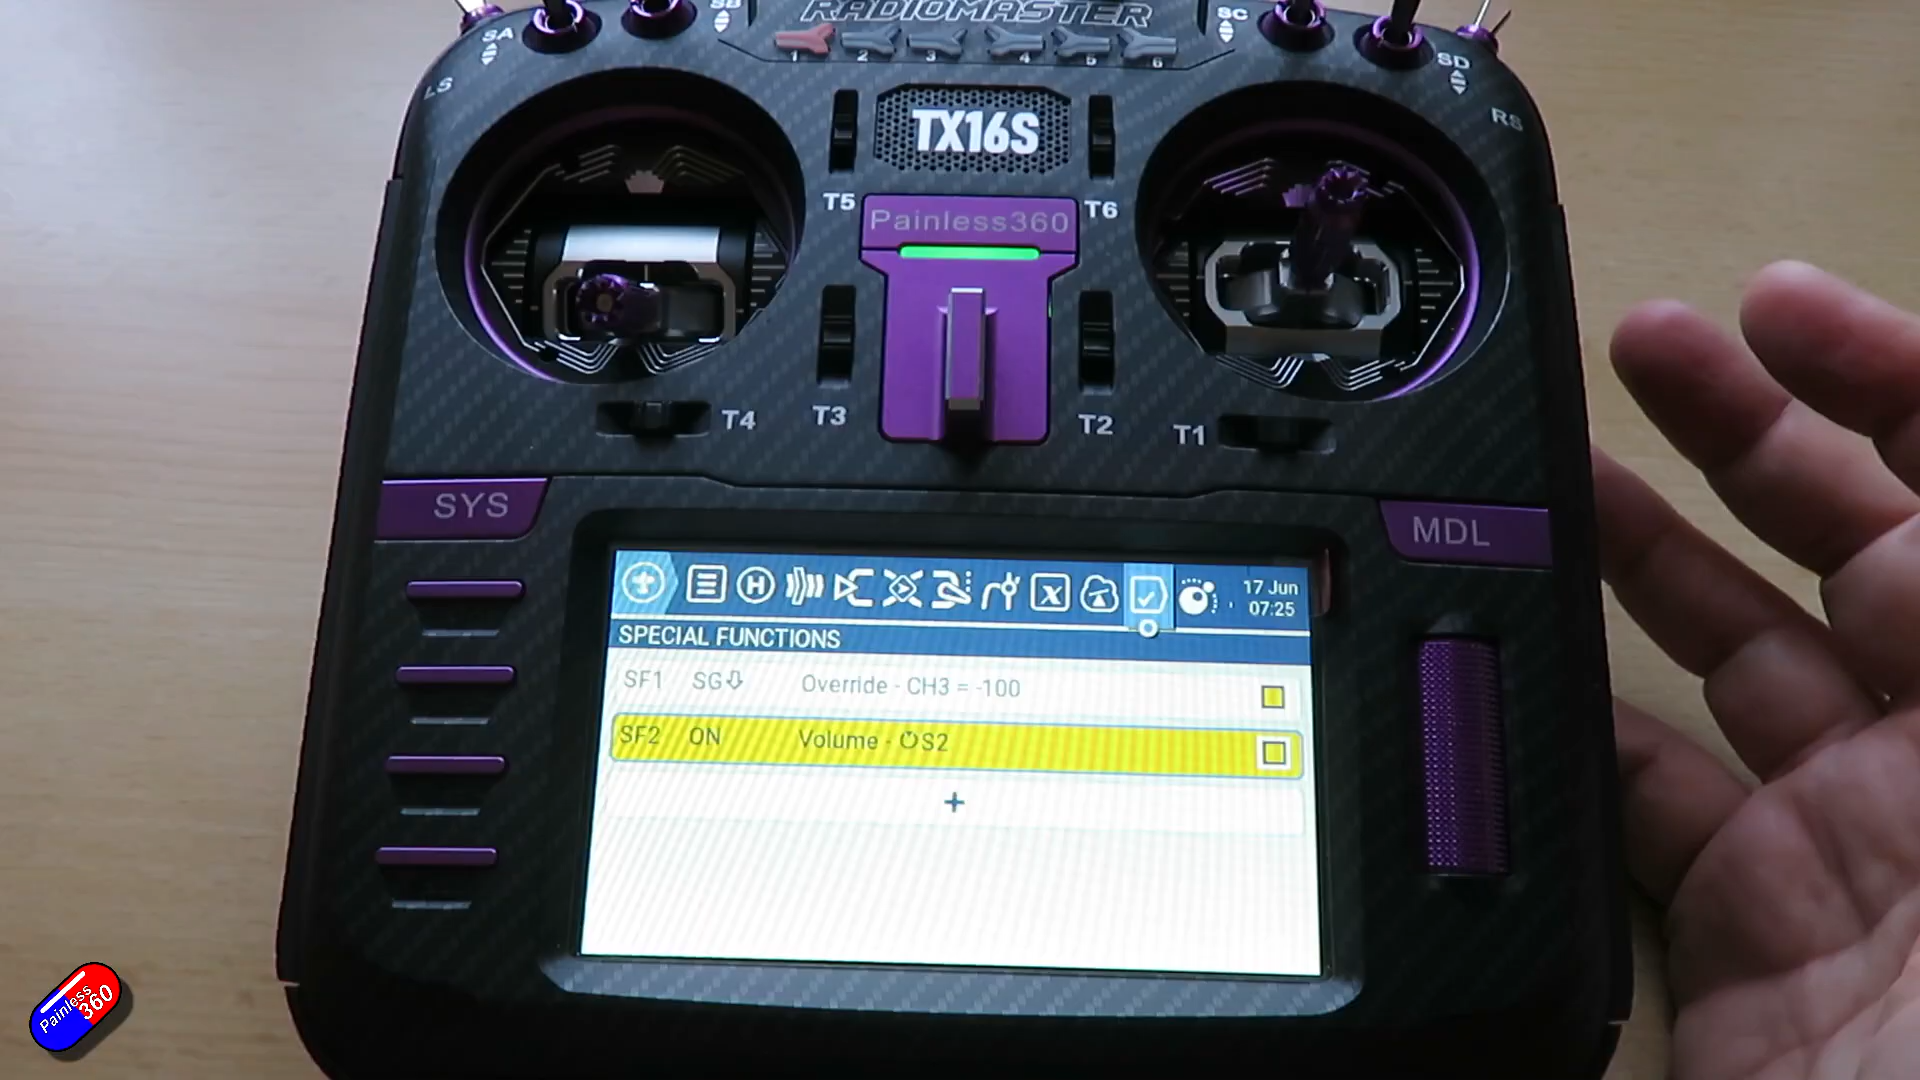 RADIOMASTER
SA
SB
SC
SD
LS
RS
1 2 3 4 5 6
TX16S
T5
T6
Painless360
T4
T3
T2
T1
SYS
MDL
17 Jun
07:25
SPECIAL FUNCTIONS
SF1 SG Override - CH3 = -100
SF2 ON Volume - S2
+
Painless
360